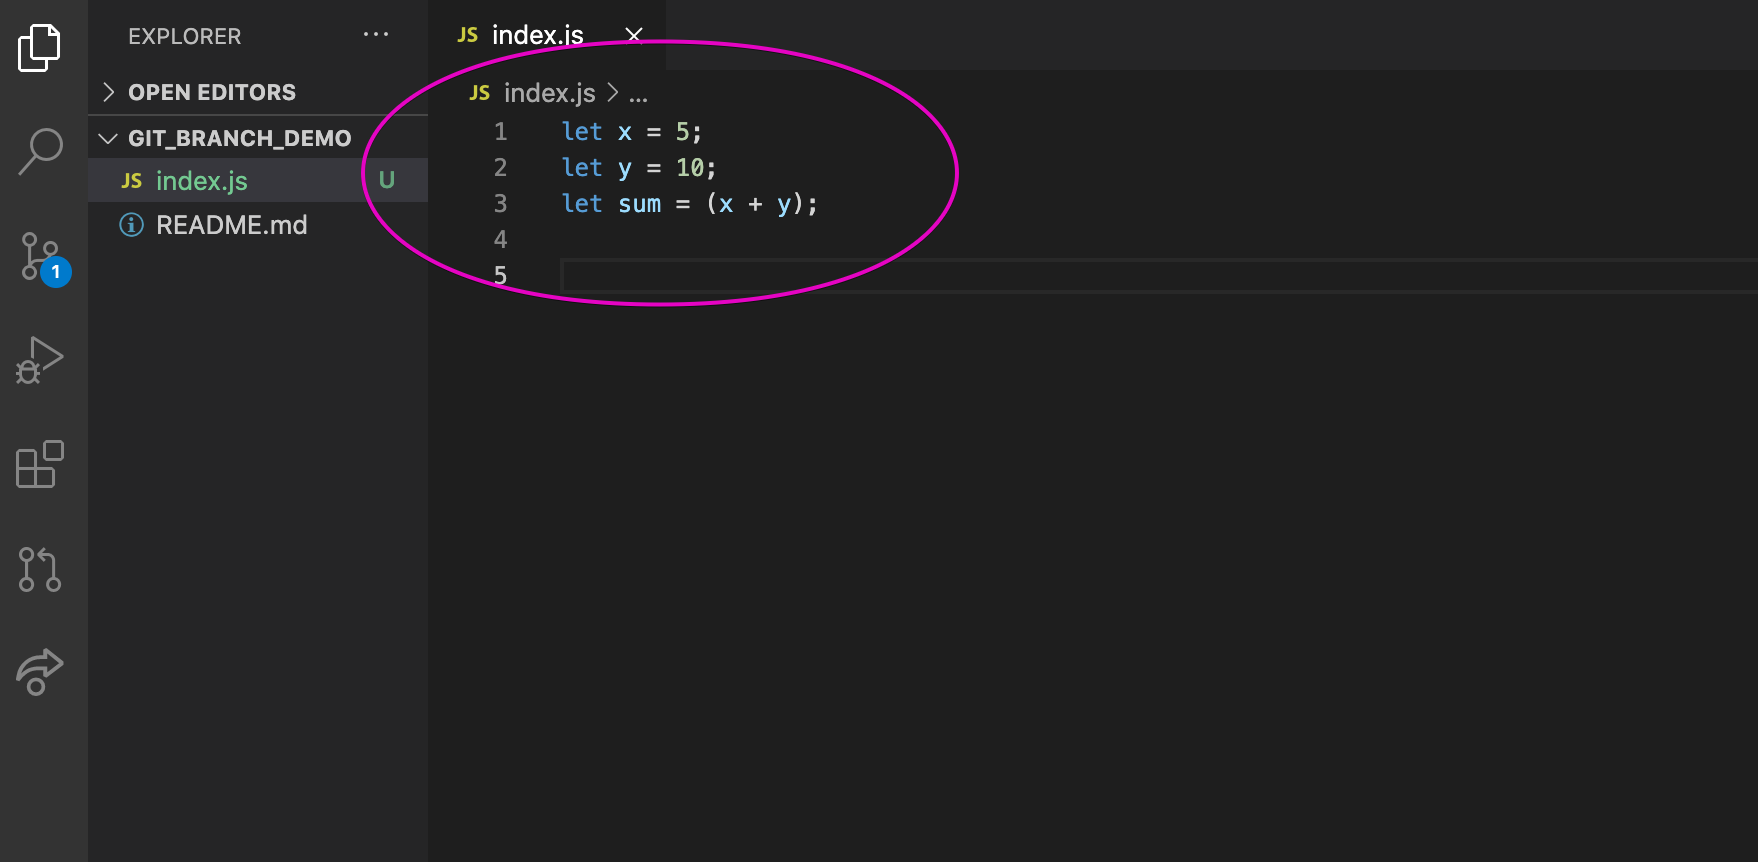 EXPLORER ...
OPEN EDITORS
GIT_BRANCH_DEMO
JS index.js U
README.md
1
JS index.js
JS index.js > ...
1 let x = 5;
2 let y = 10;
3 let sum = (x + y);
4
5